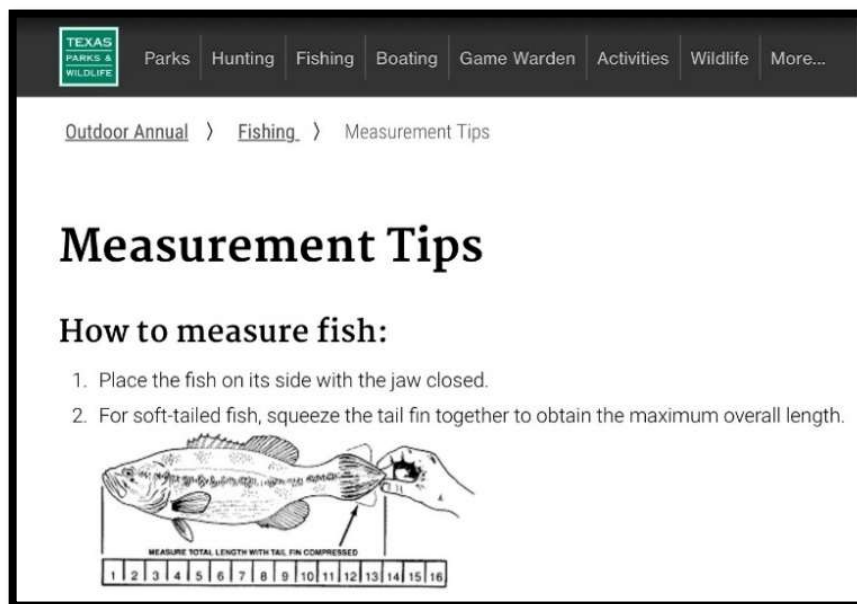 TEXAS
PARKS &
WILDLIFE
Parks Hunting Fishing Boating Game Warden Activities Wildlife More...
Outdoor Annual 〉 Fishing 〉 Measurement Tips
Measurement Tips
How to measure fish:
1. Place the fish on its side with the jaw closed.
2. For soft-tailed fish, squeeze the tail fin together to obtain the maximum overall length.
MEASURE TOTAL LENGTH WITH TAIL FIN COMPRESSED
1 2 3 4 5 6 7 8 9 10 11 12 13 14 15 16